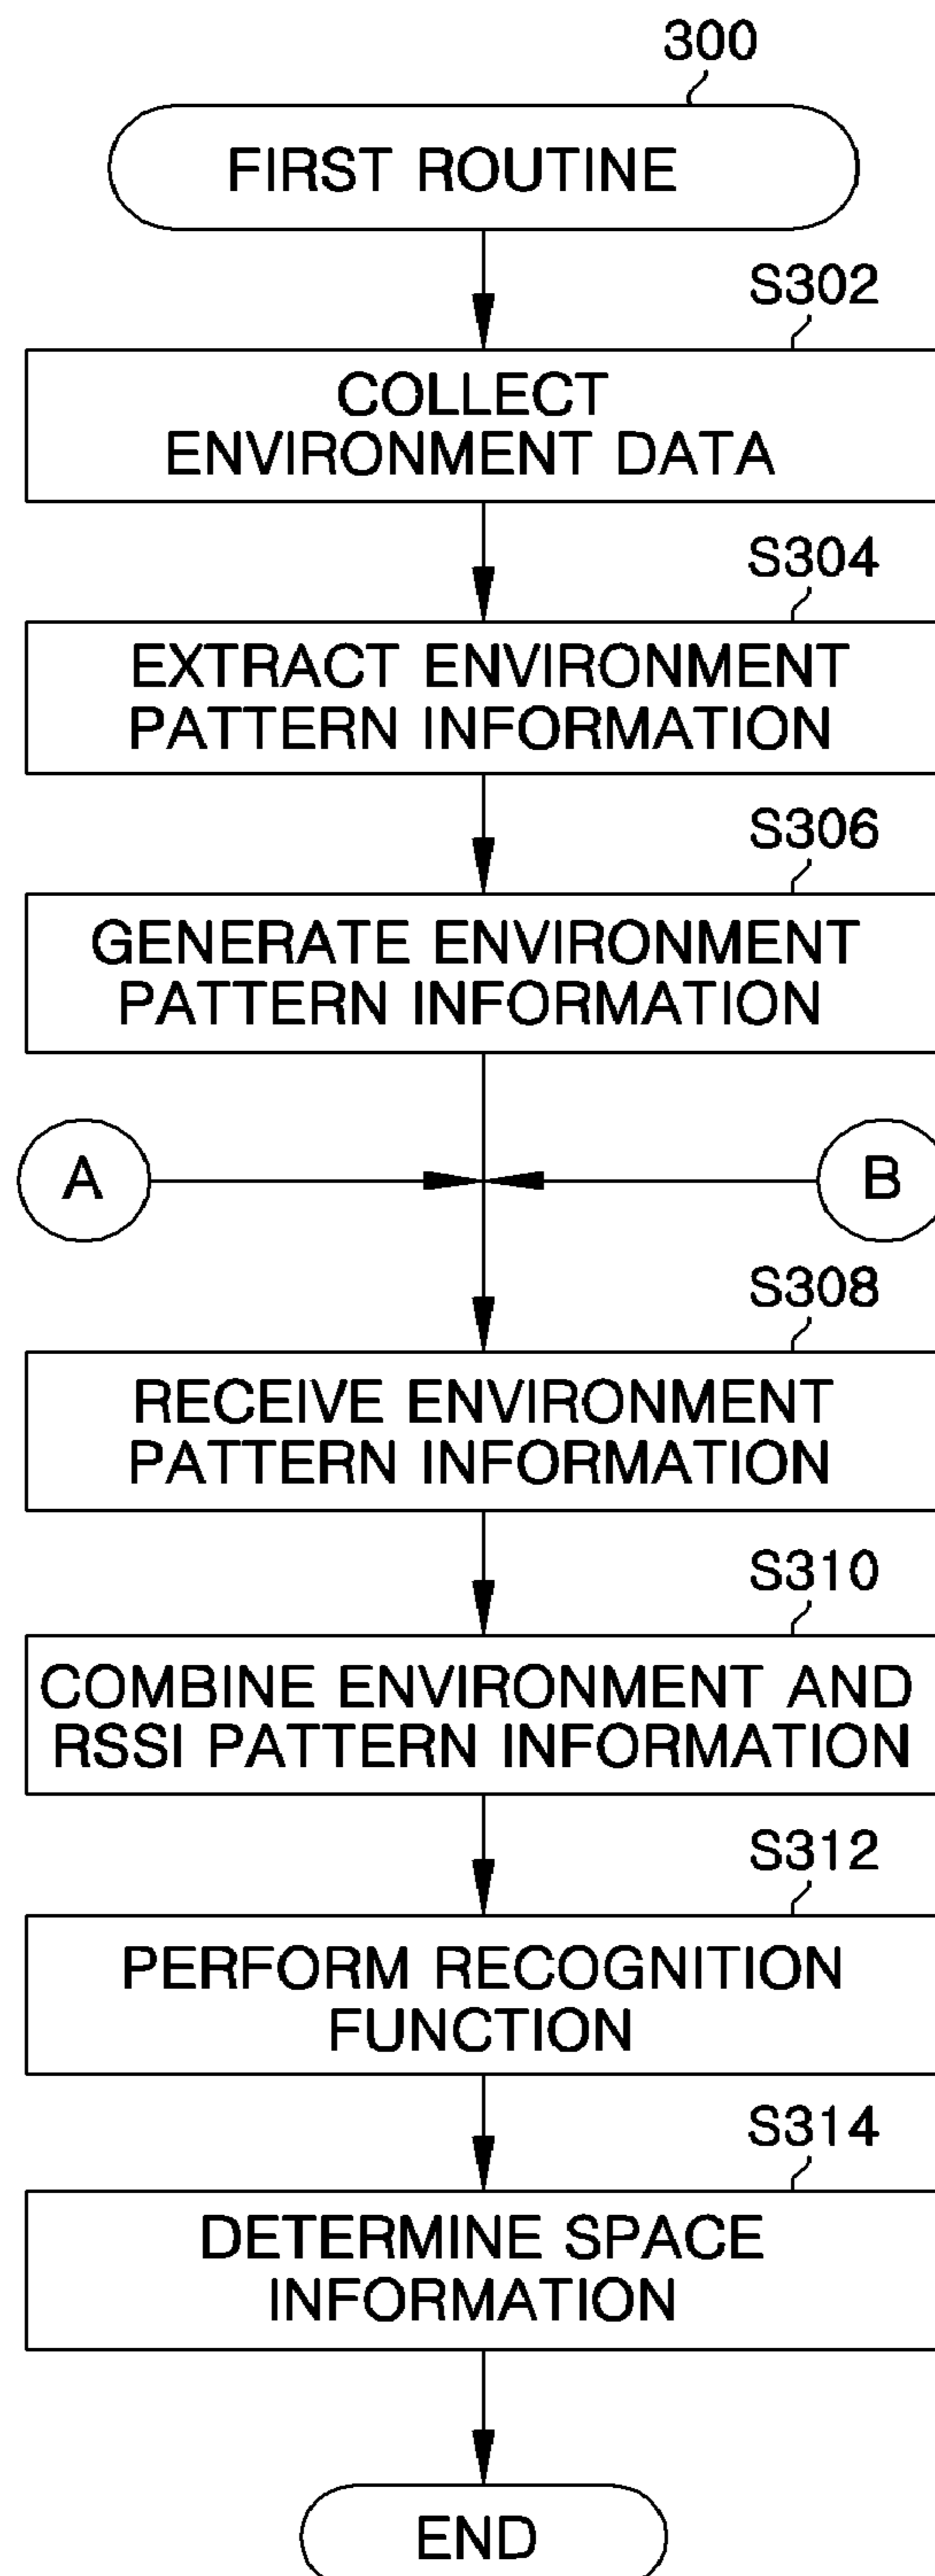 300
FIRST ROUTINE
S302
COLLECT
ENVIRONMENT DATA
S304
EXTRACT ENVIRONMENT
PATTERN INFORMATION
S306
GENERATE ENVIRONMENT
PATTERN INFORMATION
A
B
S308
RECEIVE ENVIRONMENT
PATTERN INFORMATION
S310
COMBINE ENVIRONMENT AND
RSSI PATTERN INFORMATION
S312
PERFORM RECOGNITION
FUNCTION
S314
DETERMINE SPACE
INFORMATION
END